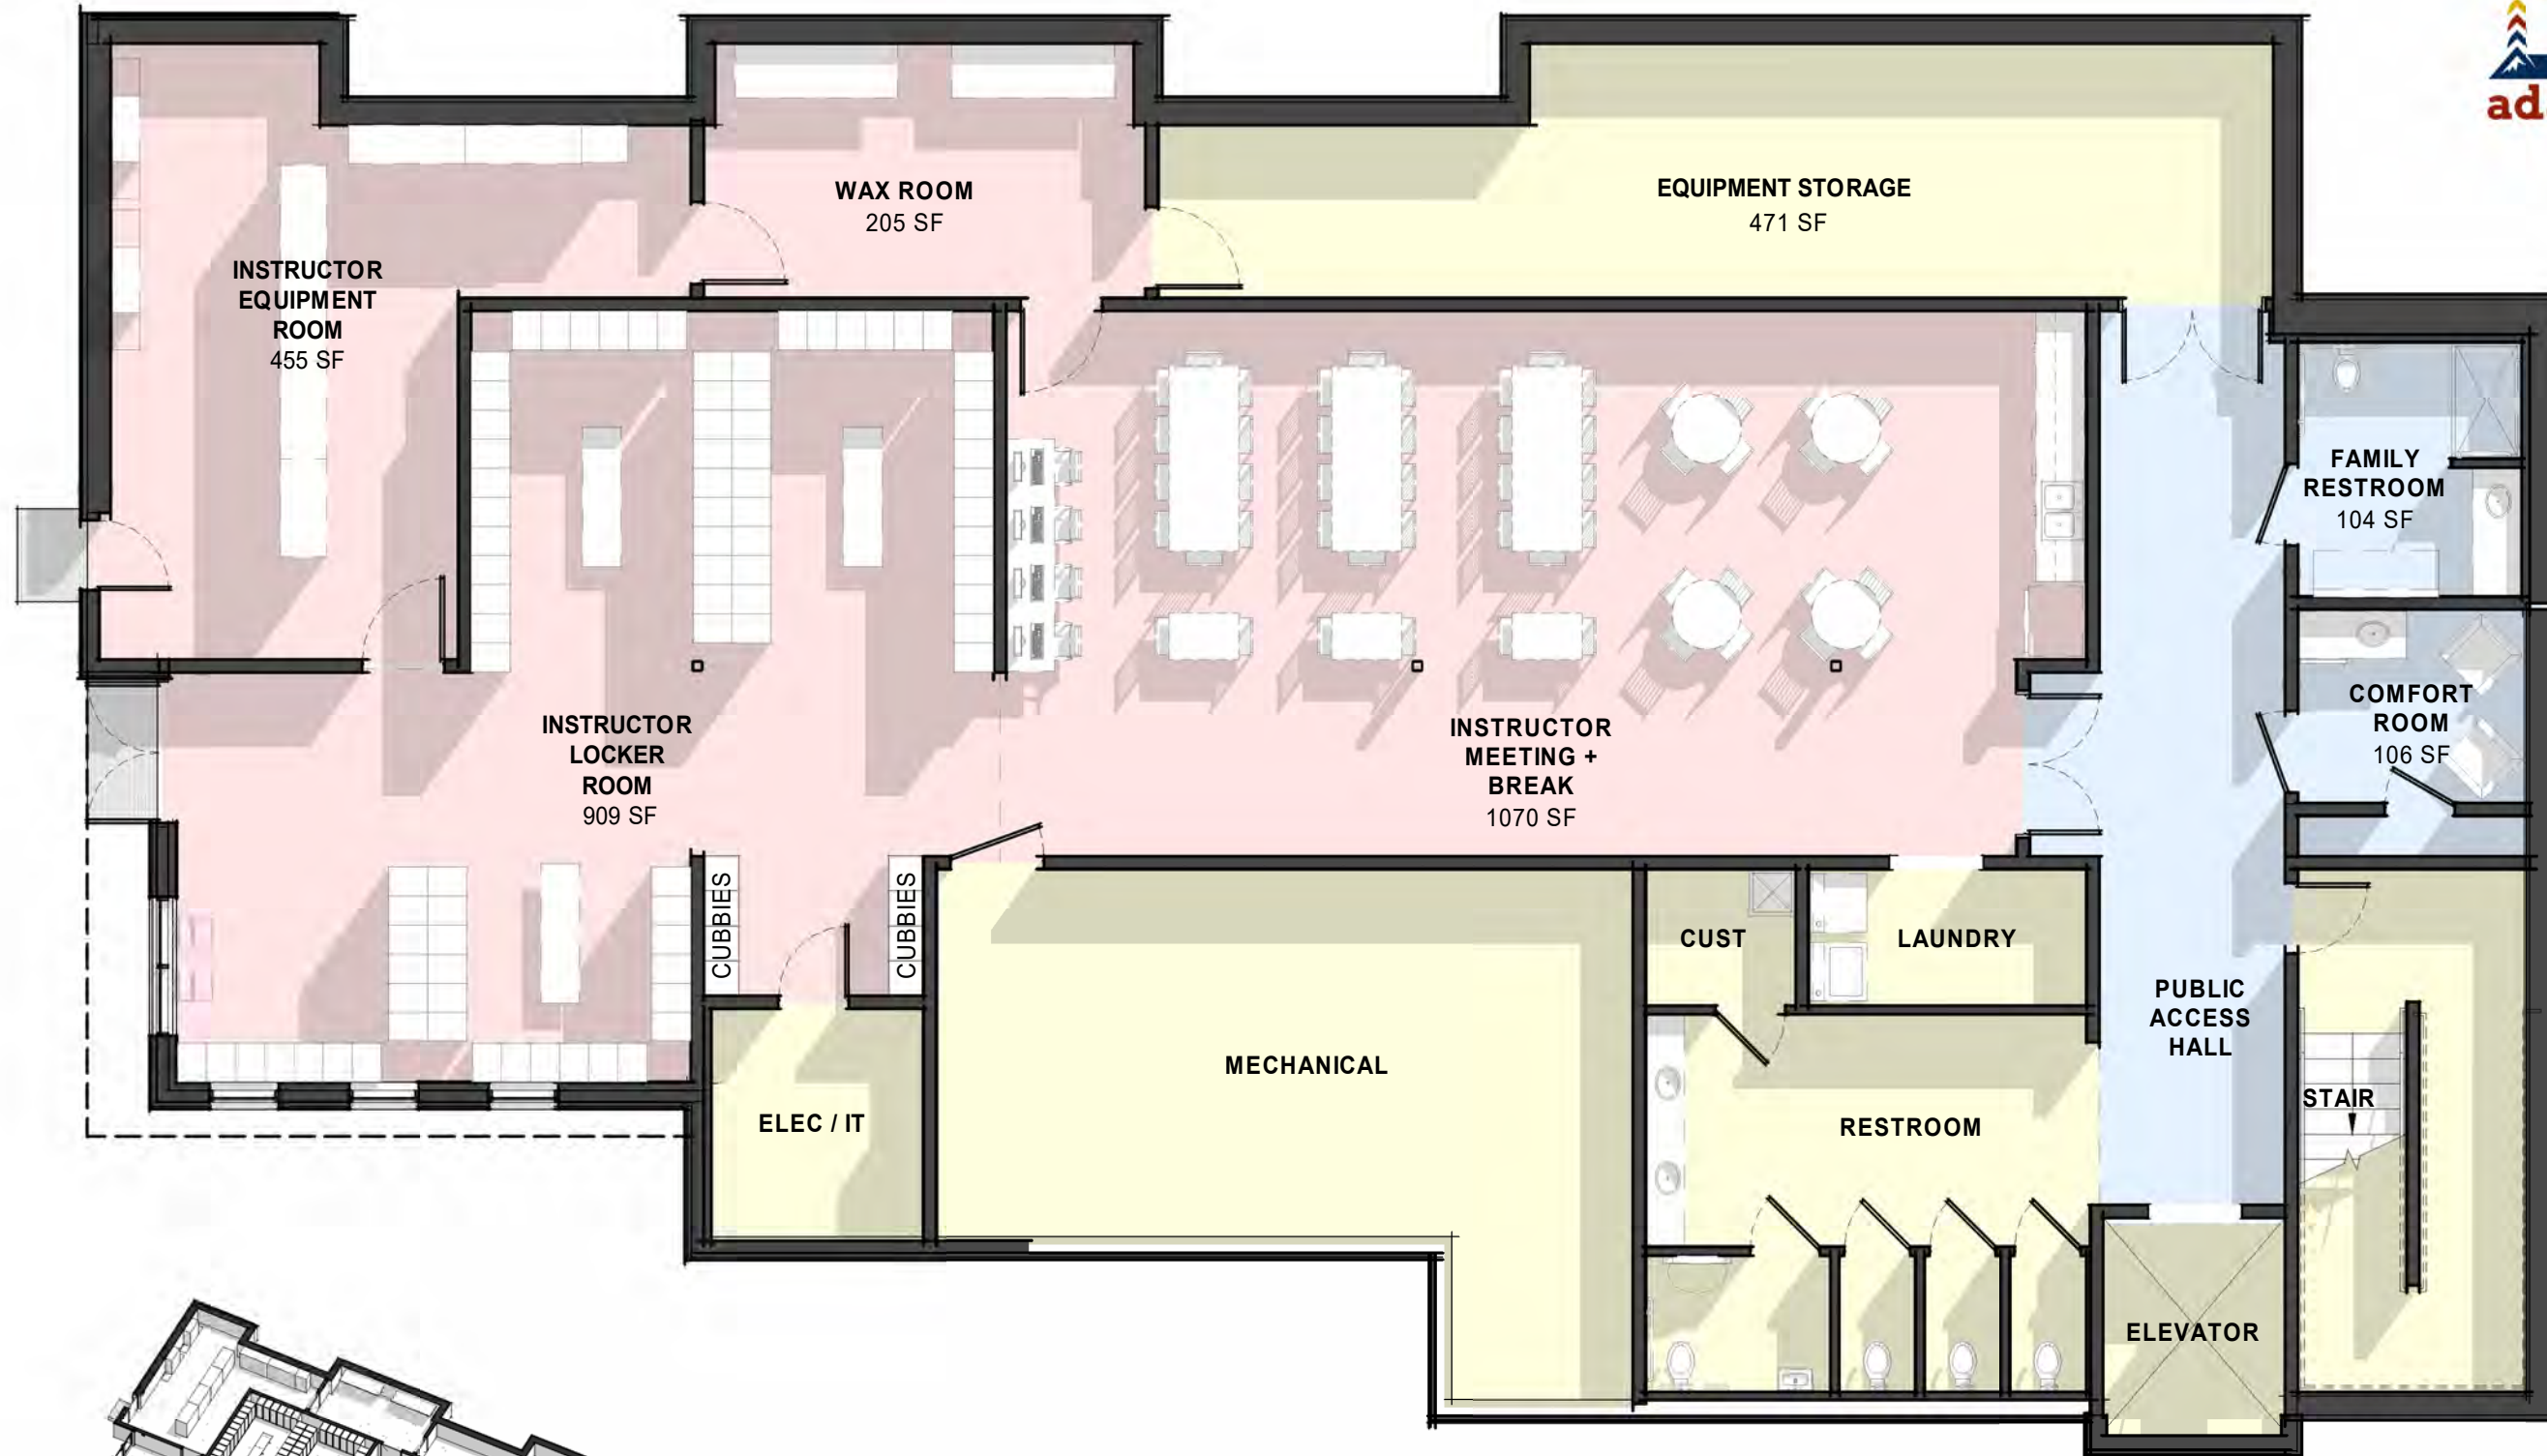 ad
WAX ROOM
205 SF
EQUIPMENT STORAGE
471 SF
INSTRUCTOR
EQUIPMENT
ROOM
455 SF
FAMILY
RESTROOM
104 SF
COMFORT
ROOM
106 SF
INSTRUCTOR
LOCKER
ROOM
909 SF
INSTRUCTOR
MEETING +
BREAK
1070 SF
CUBBIES
CUBBIES
CUST
LAUNDRY
PUBLIC
ACCESS
HALL
MECHANICAL
STAIR
ELEC / IT
RESTROOM
ELEVATOR